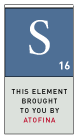 S
16
THIS ELEMENT
BROUGHT
TO YOU BY
ATOFINA